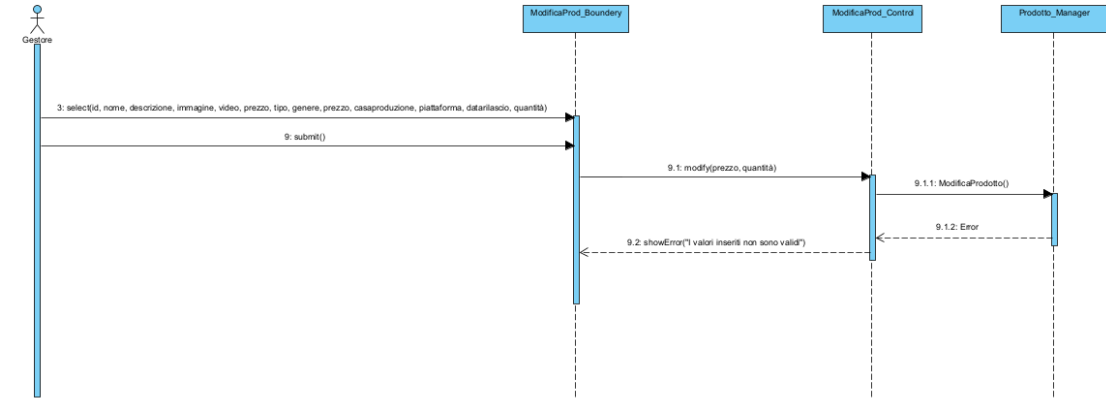 ModificaProd_Boundery
ModificaProd_Control
Prodotto_Manager
Gestore
3: select(id, nome, descrizione, immagine, video, prezzo, tipo, genere, prezzo, casaproduzione, piattaforma, datarilascio, quantità)
9: submit()
9.1: modify(prezzo, quantità)
9.1.1: ModificaProdotto()
9.1.2: Error
9.2: showError("I valori inseriti non sono validi")